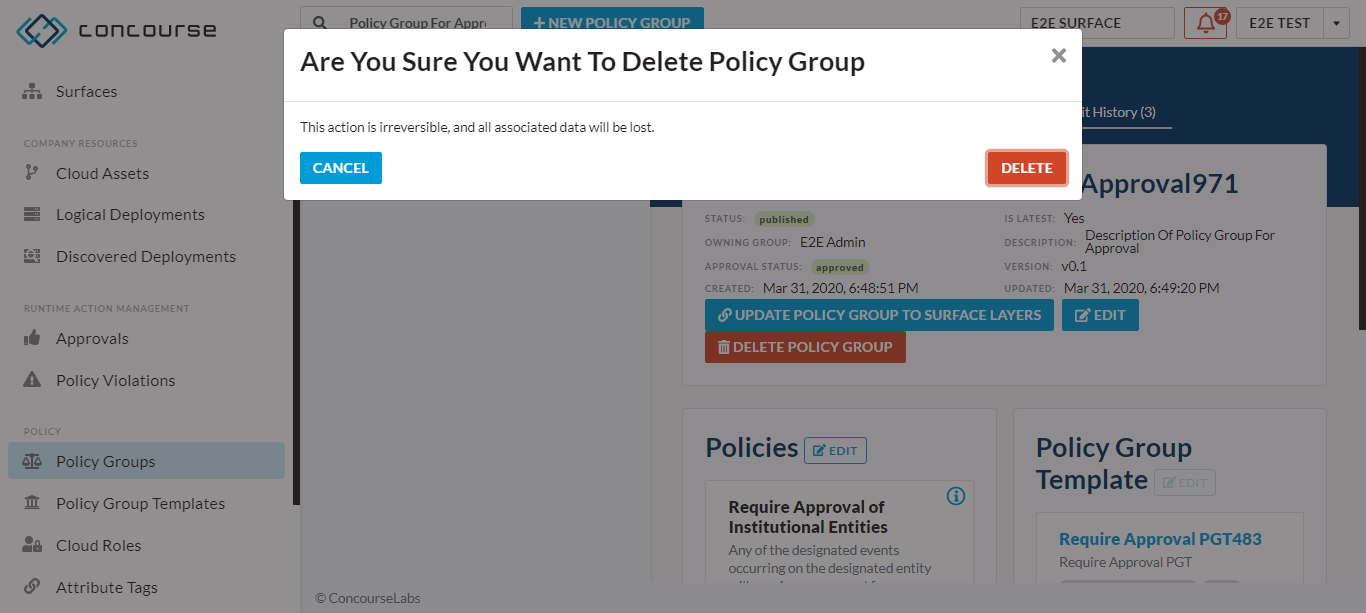 concourse
Policy Group For Appr
+ NEW POLICY GROUP
E2E SURFACE
17
E2E TEST
Are You Sure You Want To Delete Policy Group
×
This action is irreversible, and all associated data will be lost.
CANCEL
DELETE
Surfaces
COMPANY RESOURCES
Cloud Assets
Logical Deployments
Discovered Deployments
RUNTIME ACTION MANAGEMENT
Approvals
Policy Violations
POLICY
Policy Groups
Policy Group Templates
Cloud Roles
Attribute Tags
it History (3)
Approval971
STATUS: published
IS LATEST: Yes
OWNING GROUP: E2E Admin
DESCRIPTION: Description Of Policy Group For
Approval
APPROVAL STATUS: approved
VERSION: v0.1
CREATED: Mar 31, 2020, 6:48:51 PM
UPDATED: Mar 31, 2020, 6:49:20 PM
UPDATE POLICY GROUP TO SURFACE LAYERS
EDIT
DELETE POLICY GROUP
Policies
EDIT
Require Approval of
Institutional Entities
Any of the designated events
occurring on the designated entity
Policy Group
Template
EDIT
Require Approval PGT483
Require Approval PGT
© ConcourseLabs